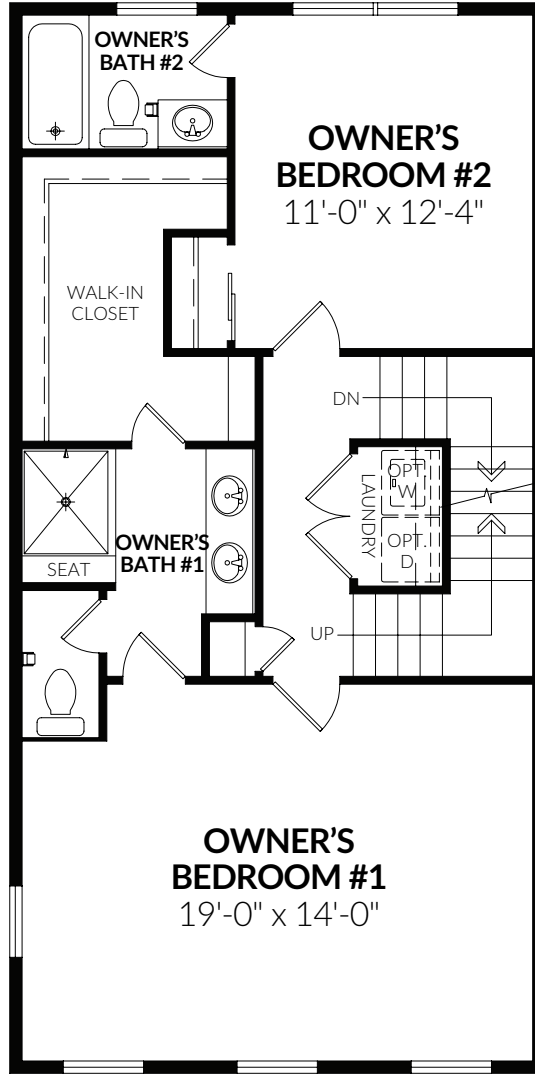 OWNER'S
BATH #2
OWNER'S
BEDROOM #2
11'-0" x 12'-4"
WALK-IN
CLOSET
DN
OPT.
W
LAUNDRY
OPT.
D
OWNER'S
BATH #1
SEAT
UP
OWNER'S
BEDROOM #1
19'-0" x 14'-0"